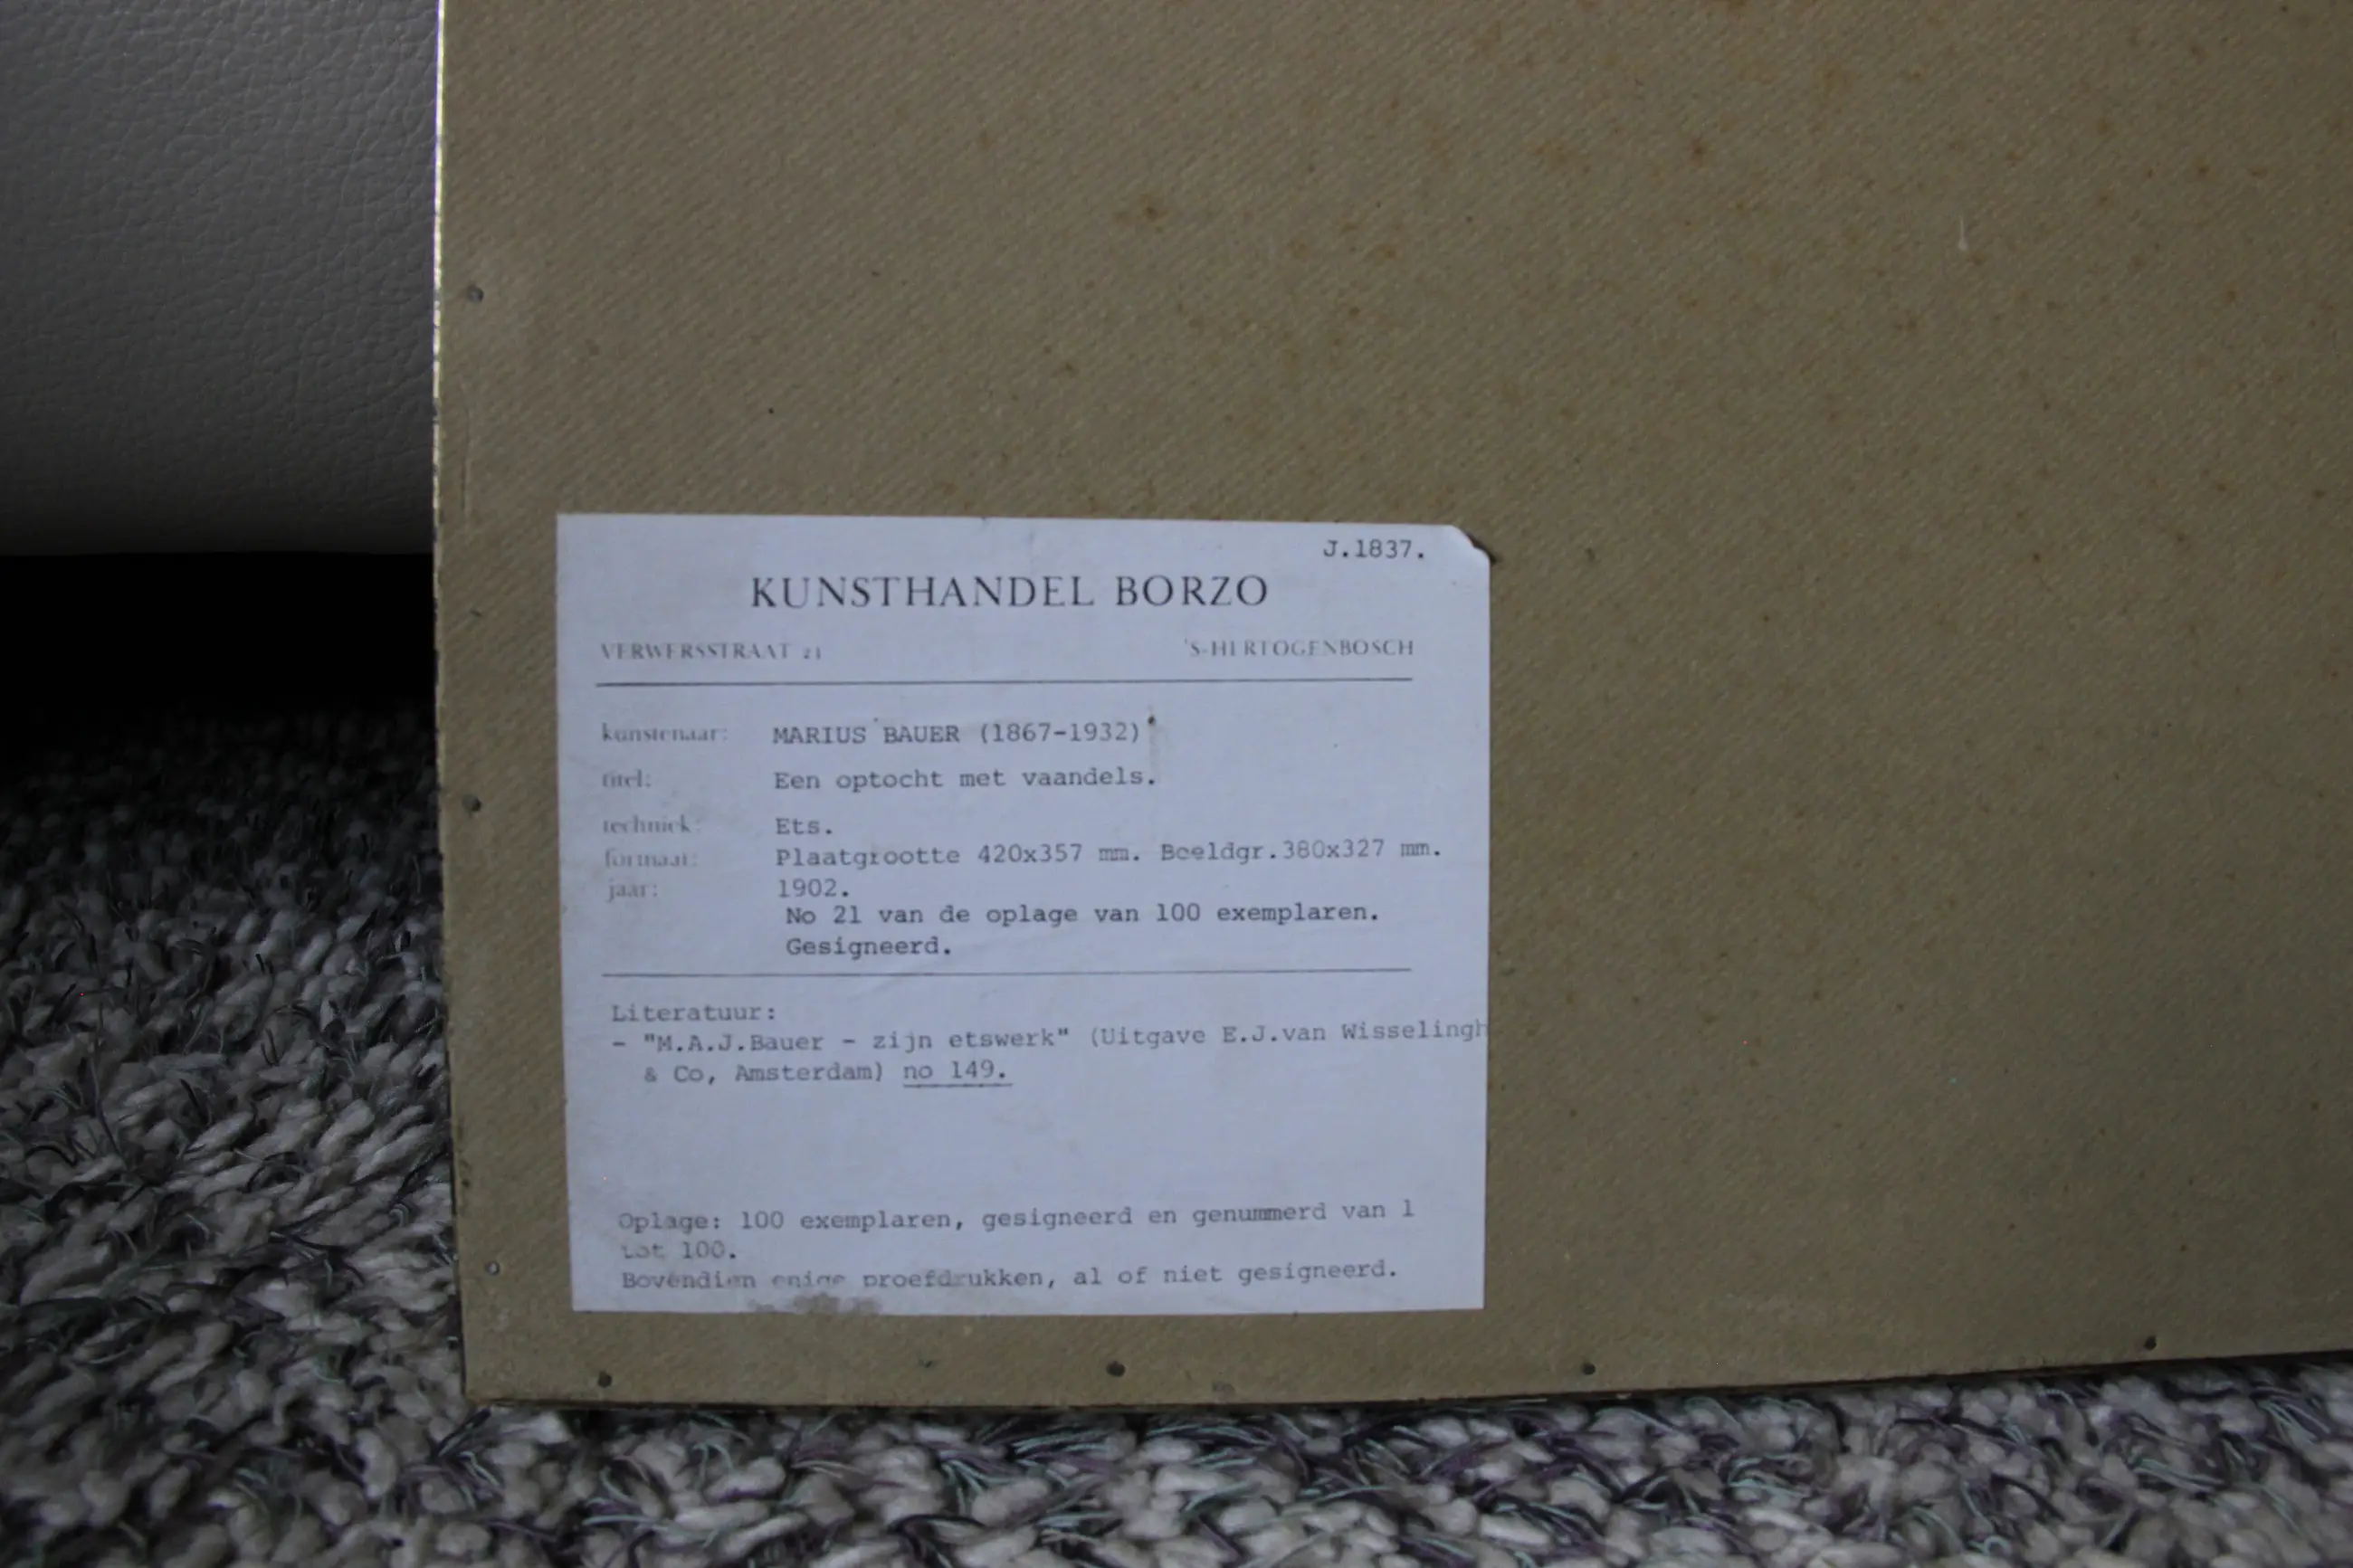 J.1837.
KUNSTHANDEL BORZO
VERWERSSTRAAT 21 'S-HERTOGENBOSCH
kunstenaar: MARIUS BAUER (1867-1932)
titel: Een optocht met vaandels.
techniek: Ets.
formaat: Plaatgrootte 420x357 mm. Beeldgr.380x327 mm.
jaar: 1902.
No 21 van de oplage van 100 exemplaren.
Gesigneerd.
Literatuur:
- "M.A.J.Bauer - zijn etswerk" (Uitgave E.J.van Wisselingh
& Co, Amsterdam) no 149.
Oplage: 100 exemplaren, gesigneerd en genummerd van 1
tot 100.
Bovendien enige proefdrukken, al of niet gesigneerd.